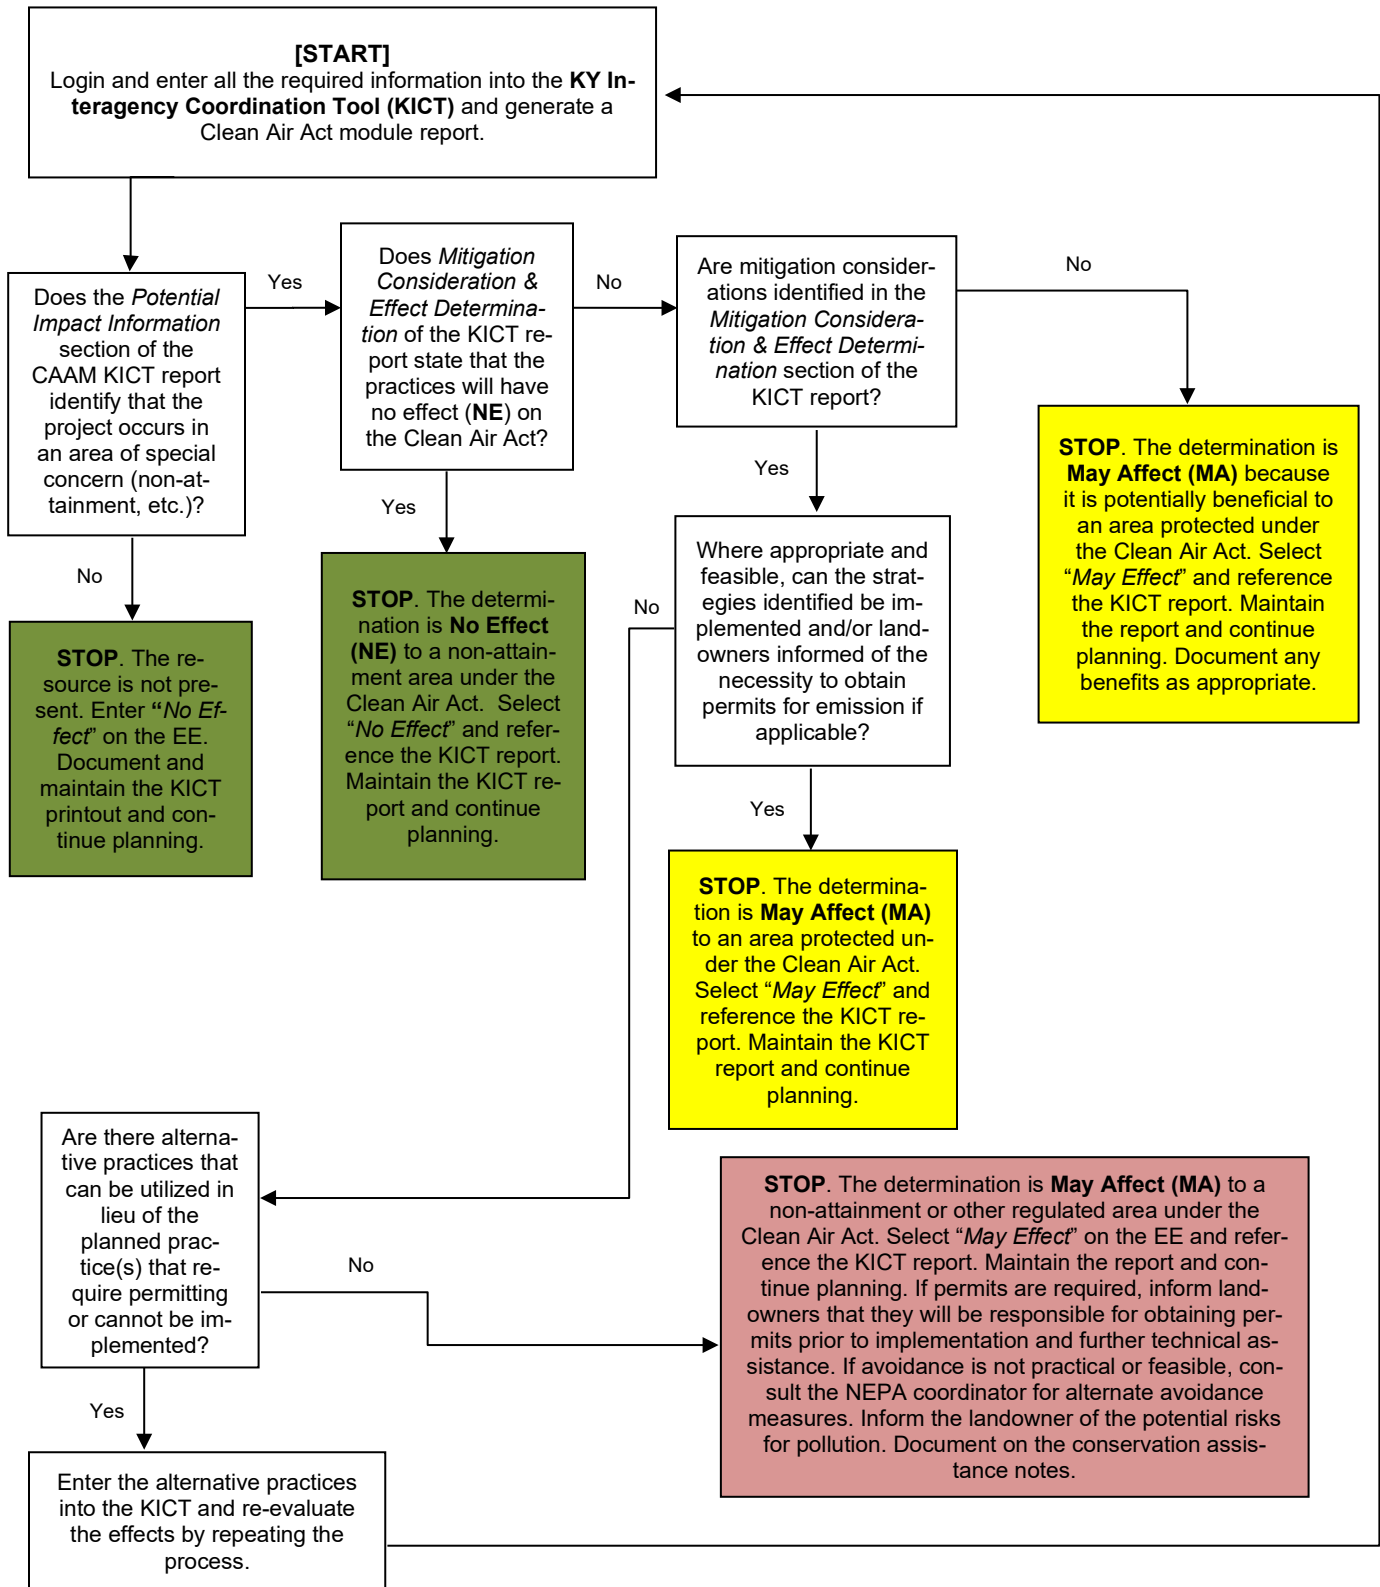 [START]
Login and enter all the required information into the KY In-
teragency Coordination Tool (KICT) and generate a
Clean Air Act module report.
Does the Potential
Impact Information
section of the
CAAM KICT report
identify that the
project occurs in
an area of special
concern (non-at-
tainment, etc.)?
Yes
No
STOP. The re-
source is not pre-
sent. Enter “No Ef-
fect” on the EE.
Document and
maintain the KICT
printout and con-
tinue planning.
Does Mitigation
Consideration &
Effect Determina-
tion of the KICT re-
port state that the
practices will have
no effect (NE) on
the Clean Air Act?
No
Yes
STOP. The determi-
nation is No Effect
(NE) to a non-attain-
ment area under the
Clean Air Act. Select
“No Effect” and refer-
ence the KICT report.
Maintain the KICT re-
port and continue
planning.
Are mitigation consider-
ations identified in the
Mitigation Considera-
tion & Effect Determi-
nation section of the
KICT report?
No
Yes
STOP. The determination is
May Affect (MA) because
it is potentially beneficial to
an area protected under
the Clean Air Act. Select
“May Effect” and reference
the KICT report. Maintain
the report and continue
planning. Document any
benefits as appropriate.
Where appropriate and
feasible, can the strat-
egies identified be im-
plemented and/or land-
owners informed of the
necessity to obtain
permits for emission if
applicable?
No
Yes
STOP. The determina-
tion is May Affect (MA)
to an area protected un-
der the Clean Air Act.
Select “May Effect” and
reference the KICT re-
port. Maintain the KICT
report and continue
planning.
Are there alterna-
tive practices that
can be utilized in
lieu of the
planned prac-
tice(s) that re-
quire permitting
or cannot be im-
plemented?
No
Yes
STOP. The determination is May Affect (MA) to a
non-attainment or other regulated area under the
Clean Air Act. Select “May Effect” on the EE and refer-
ence the KICT report. Maintain the report and con-
tinue planning. If permits are required, inform land-
owners that they will be responsible for obtaining per-
mits prior to implementation and further technical as-
sistance. If avoidance is not practical or feasible, con-
sult the NEPA coordinator for alternate avoidance
measures. Inform the landowner of the potential risks
for pollution. Document on the conservation assis-
tance notes.
Enter the alternative practices
into the KICT and re-evaluate
the effects by repeating the
process.